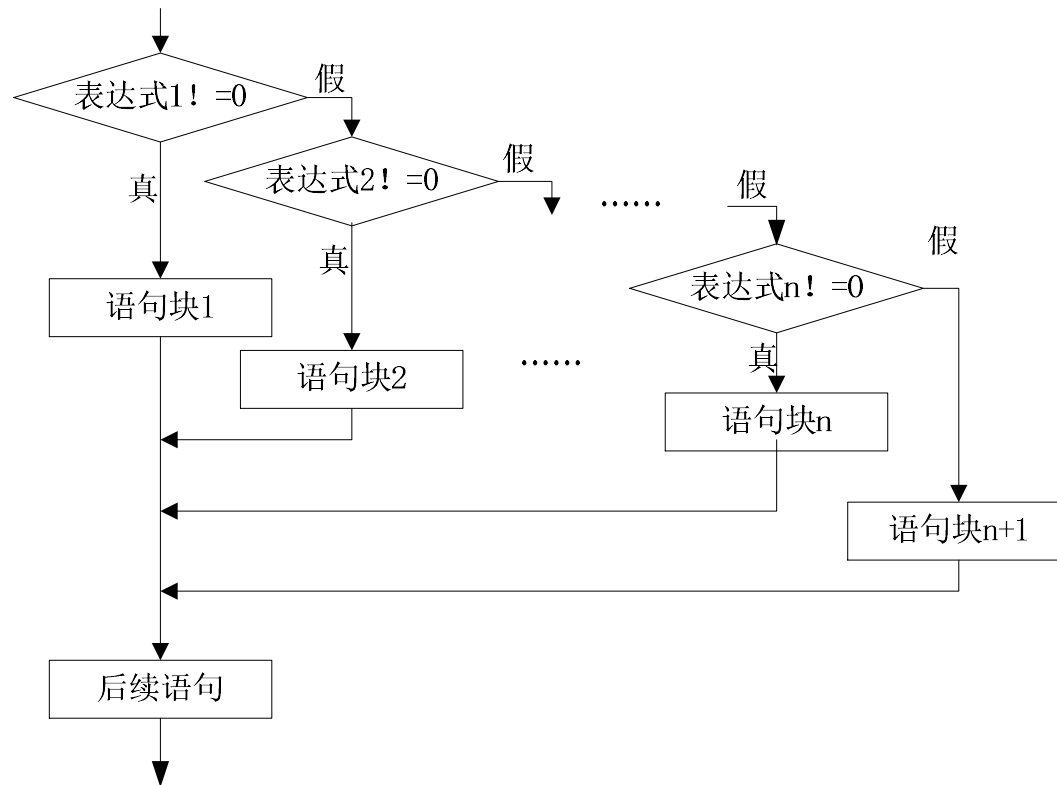 假
表达式1！=0
假
真
表达式2！=0
假
……
假
真
表达式n！=0
语句块1
真
……
语句块2
语句块n
语句块n+1
后续语句